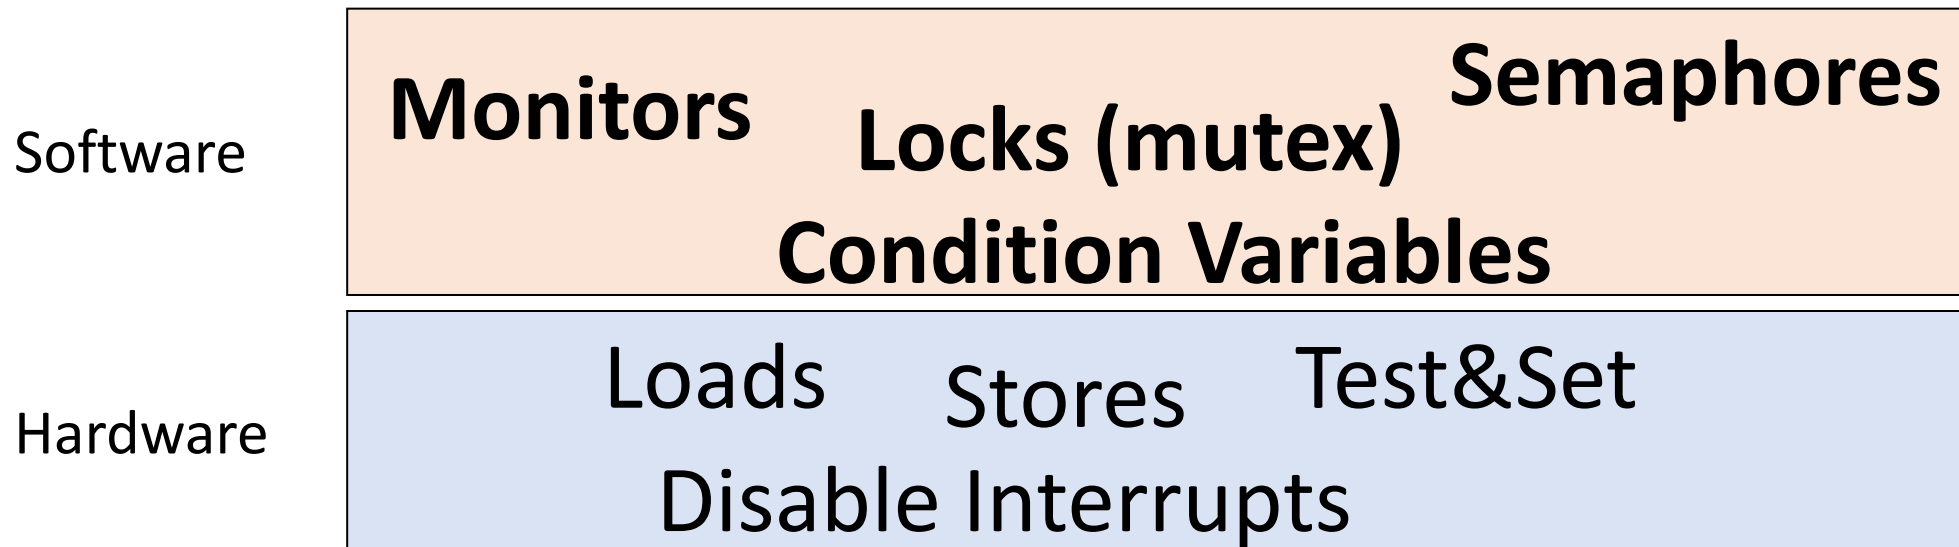 Software
Monitors
Locks (mutex)
Semaphores
Condition Variables
Hardware
Loads
Stores
Test&Set
Disable Interrupts